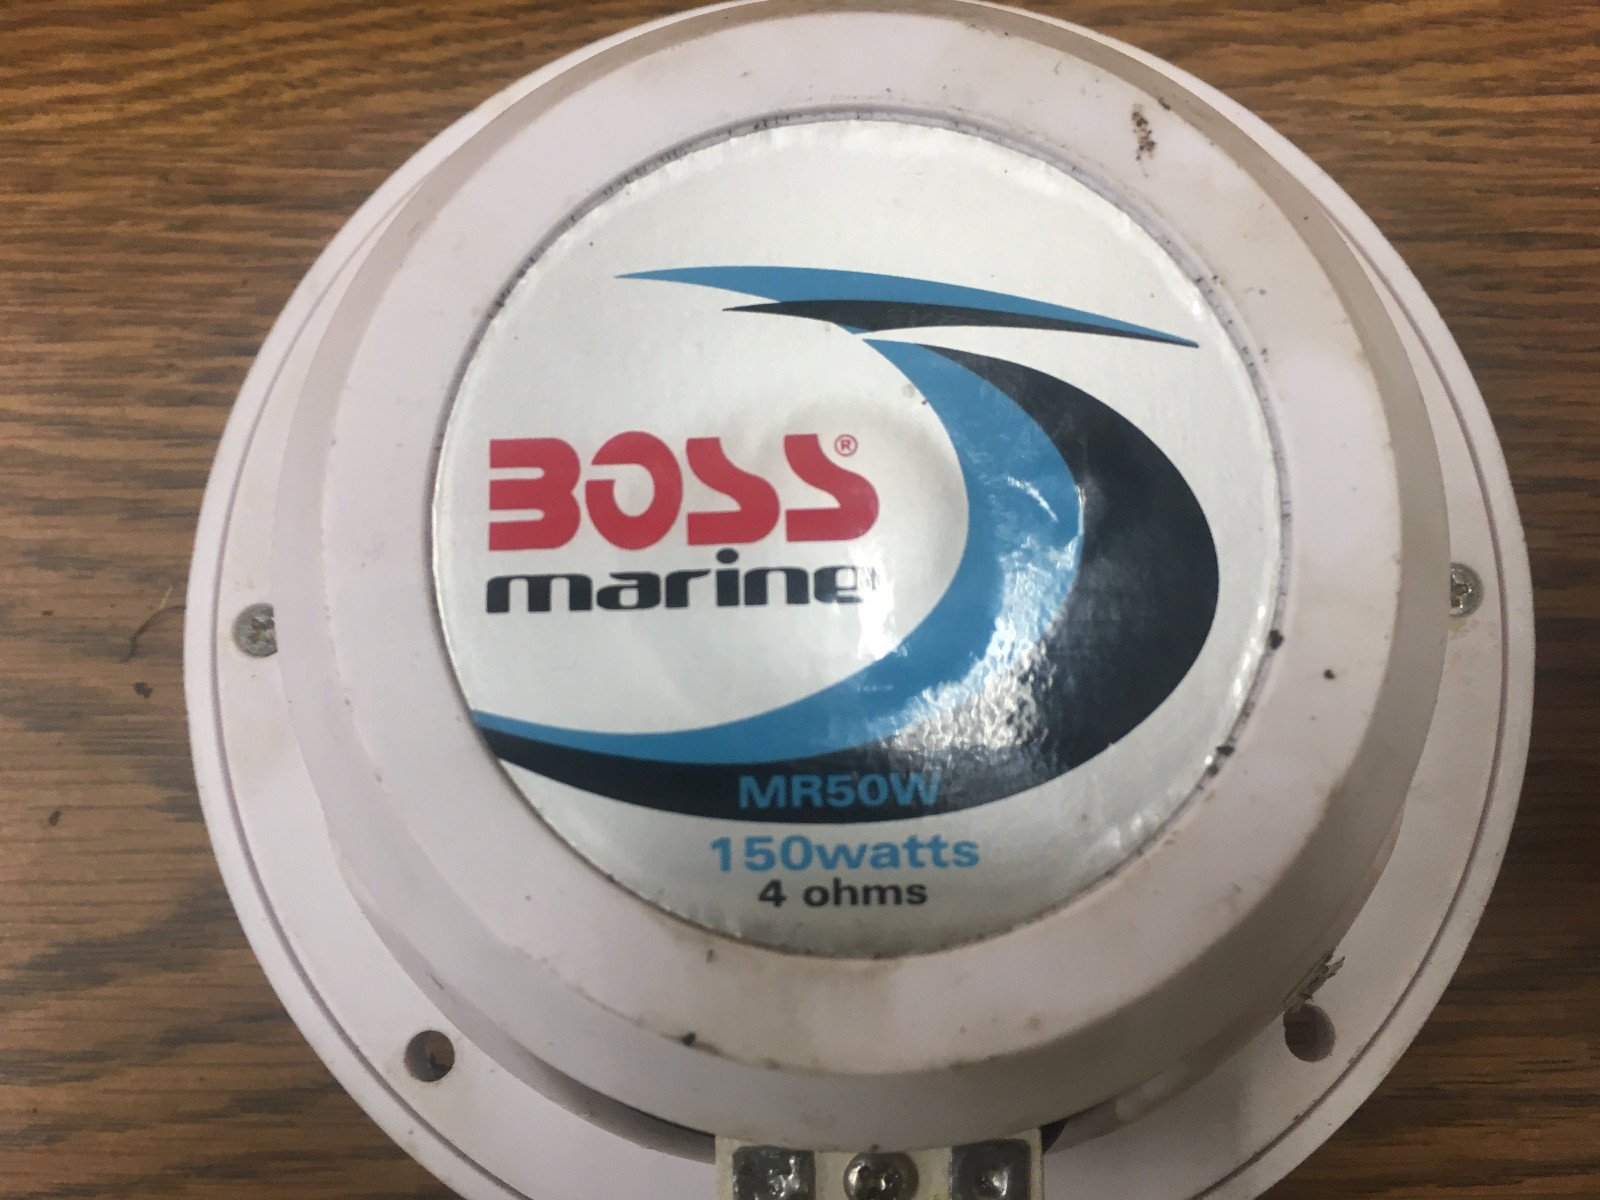 BOSS®
marine
MR50W
150watts
4 ohms